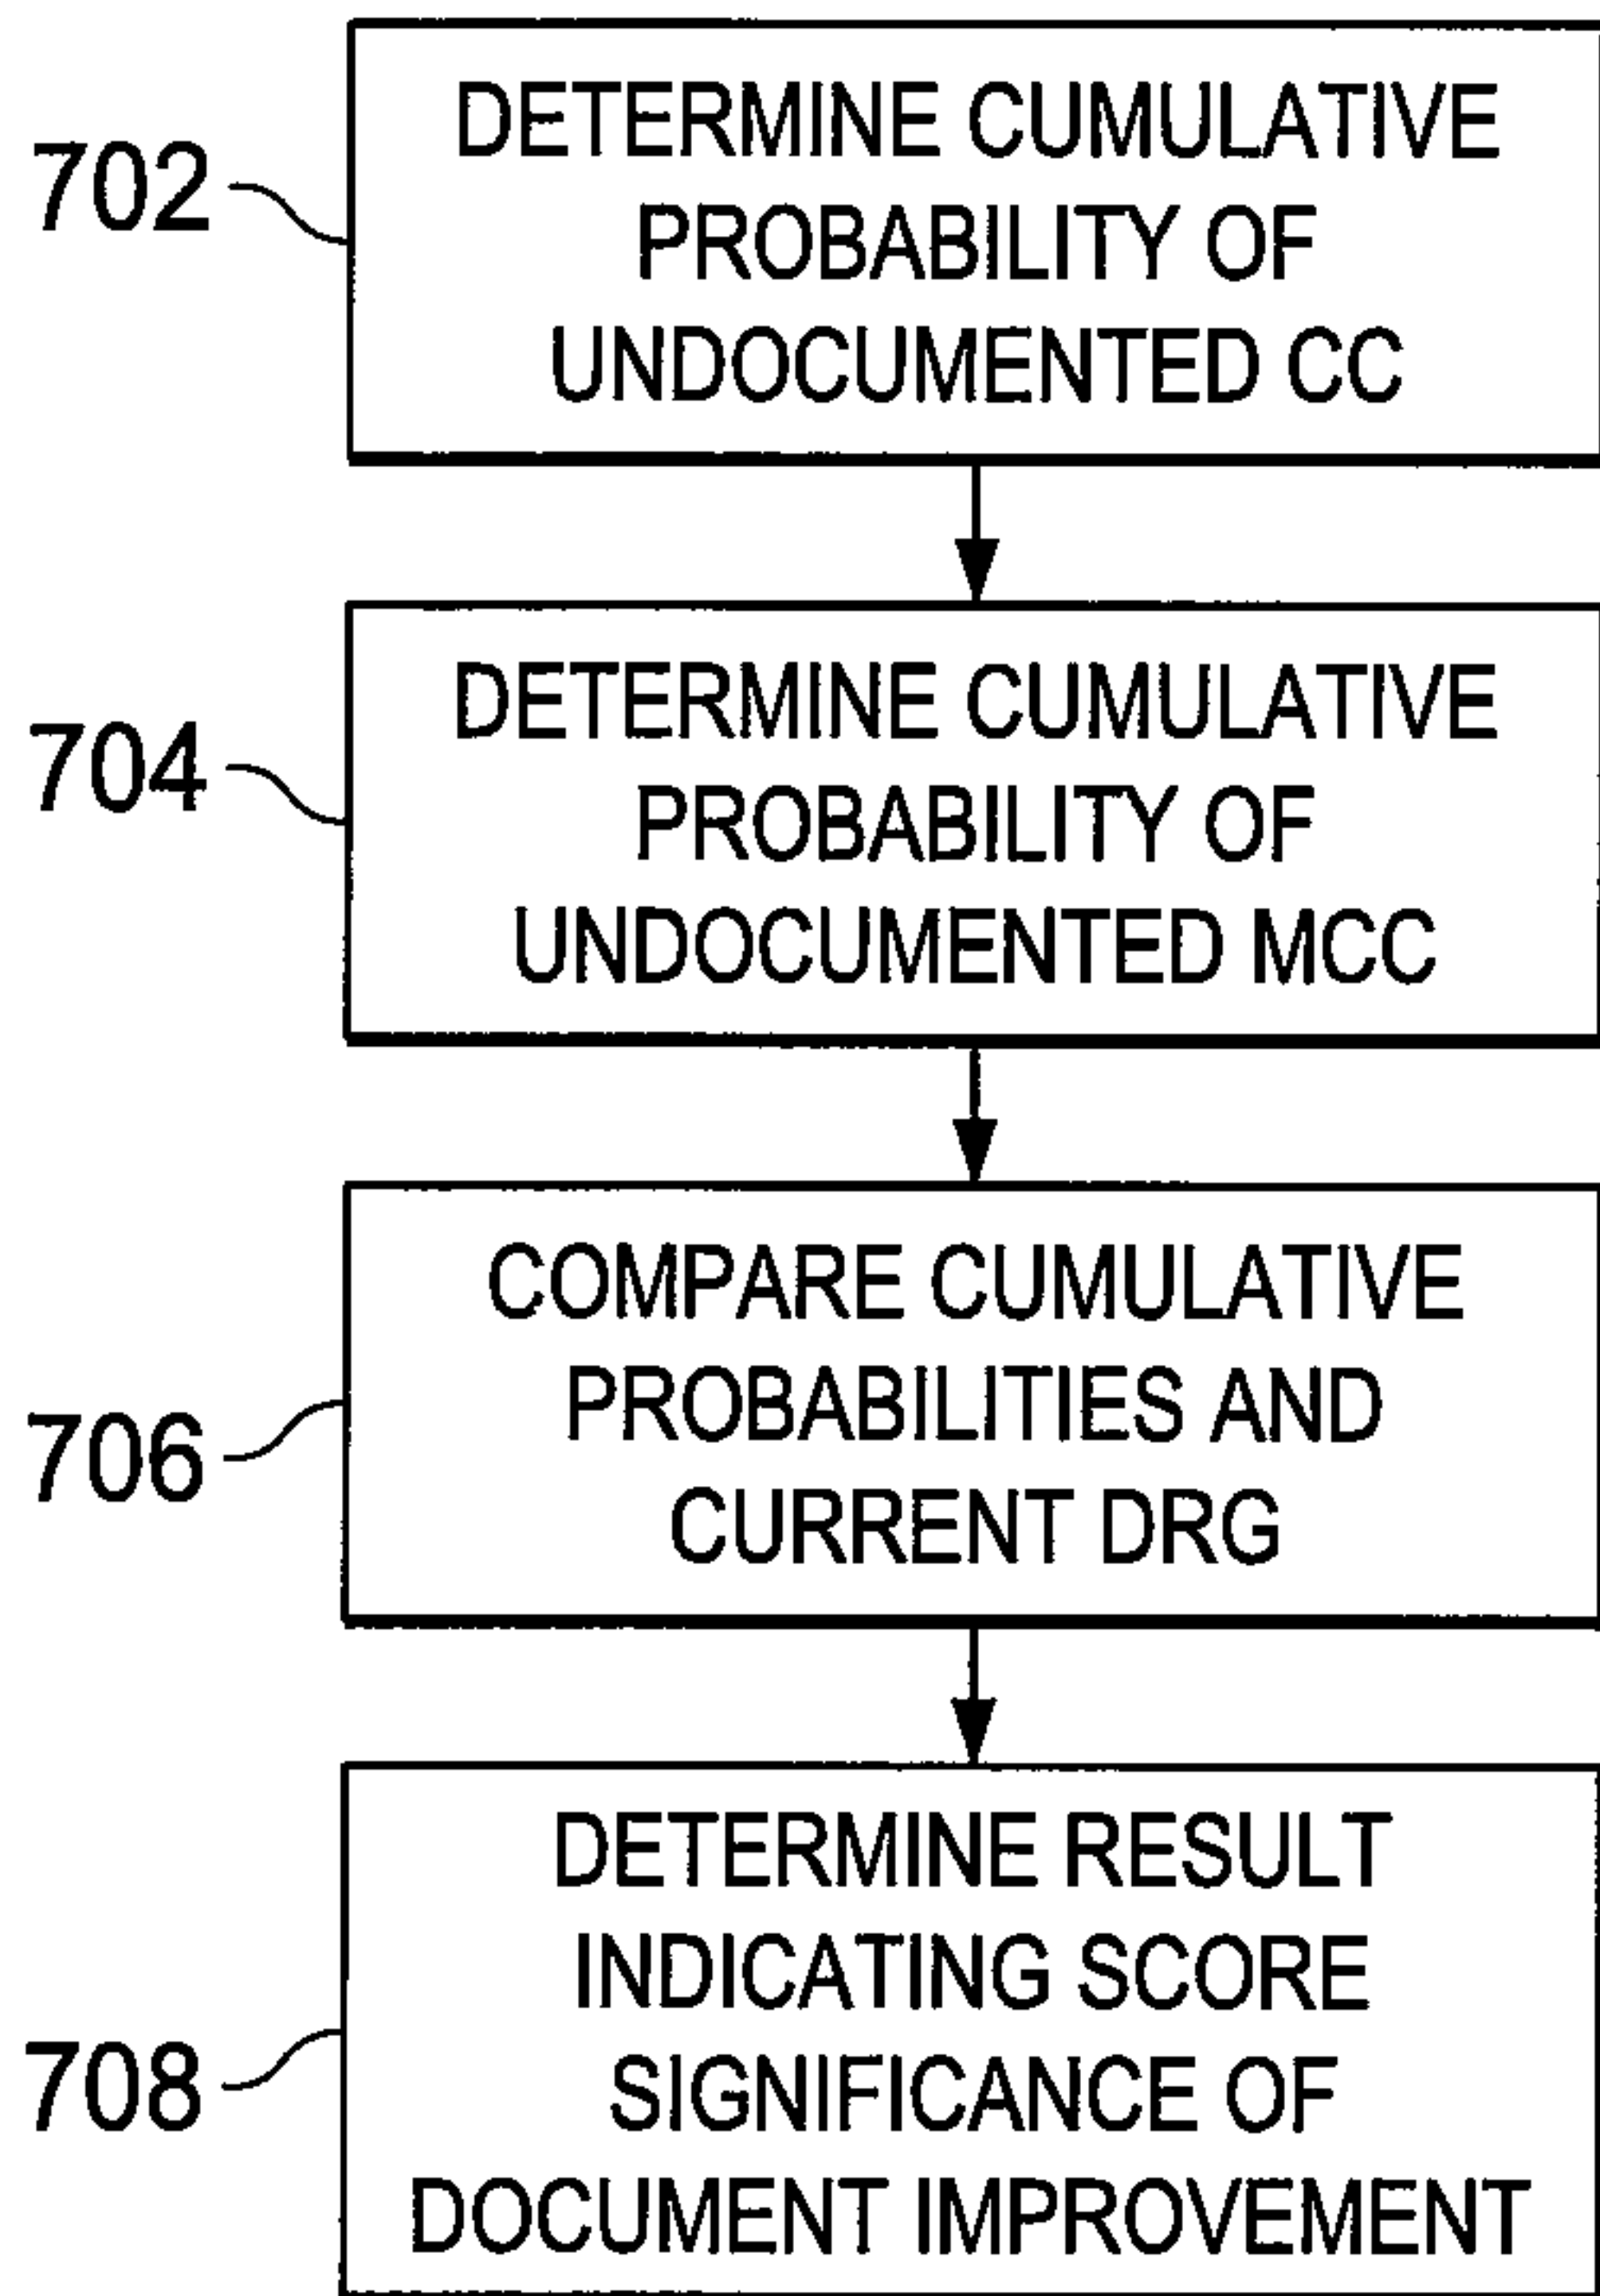 702
DETERMINE CUMULATIVE
PROBABILITY OF
UNDOCUMENTED CC
704
DETERMINE CUMULATIVE
PROBABILITY OF
UNDOCUMENTED MCC
706
COMPARE CUMULATIVE
PROBABILITIES AND
CURRENT DRG
708
DETERMINE RESULT
INDICATING SCORE
SIGNIFICANCE OF
DOCUMENT IMPROVEMENT